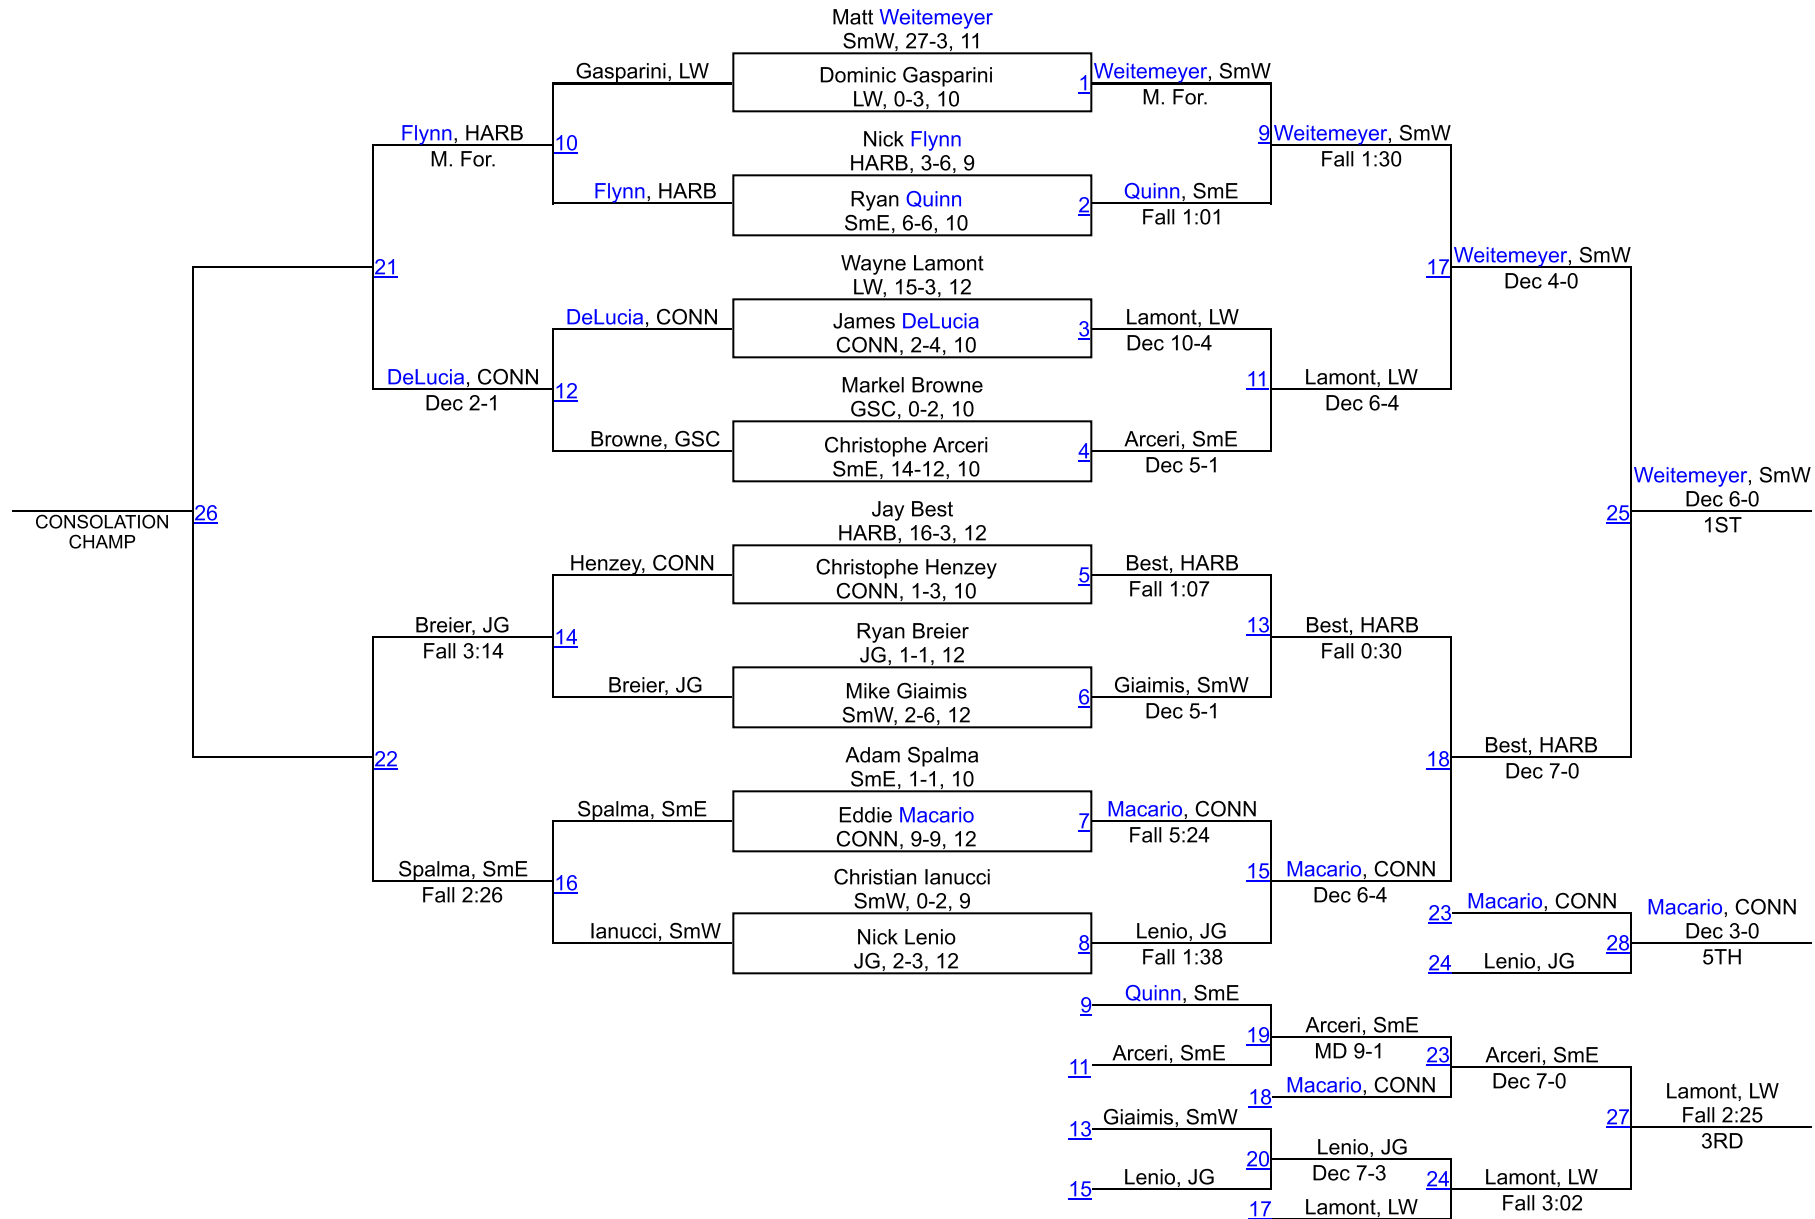 Matt Weitemeyer
SmW, 27-3, 11
Gasparini, LW
Dominic Gasparini
LW, 0-3, 10
1
Weitemeyer, SmW
M. For.
Flynn, HARB
M. For.
10
Nick Flynn
HARB, 3-6, 9
9
Weitemeyer, SmW
Fall 1:30
Flynn, HARB
Ryan Quinn
SmE, 6-6, 10
2
Quinn, SmE
Fall 1:01
21
Wayne Lamont
LW, 15-3, 12
17
Weitemeyer, SmW
Dec 4-0
DeLucia, CONN
James DeLucia
CONN, 2-4, 10
3
Lamont, LW
Dec 10-4
DeLucia, CONN
Dec 2-1
12
Markel Browne
GSC, 0-2, 10
11
Lamont, LW
Dec 6-4
Browne, GSC
Christophe Arceri
SmE, 14-12, 10
4
Arceri, SmE
Dec 5-1
CONSOLATION
CHAMP
26
Jay Best
HARB, 16-3, 12
25
Weitemeyer, SmW
Dec 6-0
1ST
Henzey, CONN
Christophe Henzey
CONN, 1-3, 10
5
Best, HARB
Fall 1:07
Breier, JG
Fall 3:14
14
Ryan Breier
JG, 1-1, 12
13
Best, HARB
Fall 0:30
Breier, JG
Mike Giaimis
SmW, 2-6, 12
6
Giaimis, SmW
Dec 5-1
22
Adam Spalma
SmE, 1-1, 10
18
Best, HARB
Dec 7-0
Spalma, SmE
Eddie Macario
CONN, 9-9, 12
7
Macario, CONN
Fall 5:24
Spalma, SmE
Fall 2:26
16
Christian Ianucci
SmW, 0-2, 9
15
Macario, CONN
Dec 6-4
Ianucci, SmW
Nick Lenio
JG, 2-3, 12
8
Lenio, JG
Fall 1:38
23
Macario, CONN
24
Lenio, JG
28
Macario, CONN
Dec 3-0
5TH
9
Quinn, SmE
11
Arceri, SmE
19
Arceri, SmE
MD 9-1
18
Macario, CONN
23
Arceri, SmE
Dec 7-0
13
Giaimis, SmW
15
Lenio, JG
20
Lenio, JG
Dec 7-3
17
Lamont, LW
24
Lamont, LW
Fall 3:02
27
Lamont, LW
Fall 2:25
3RD